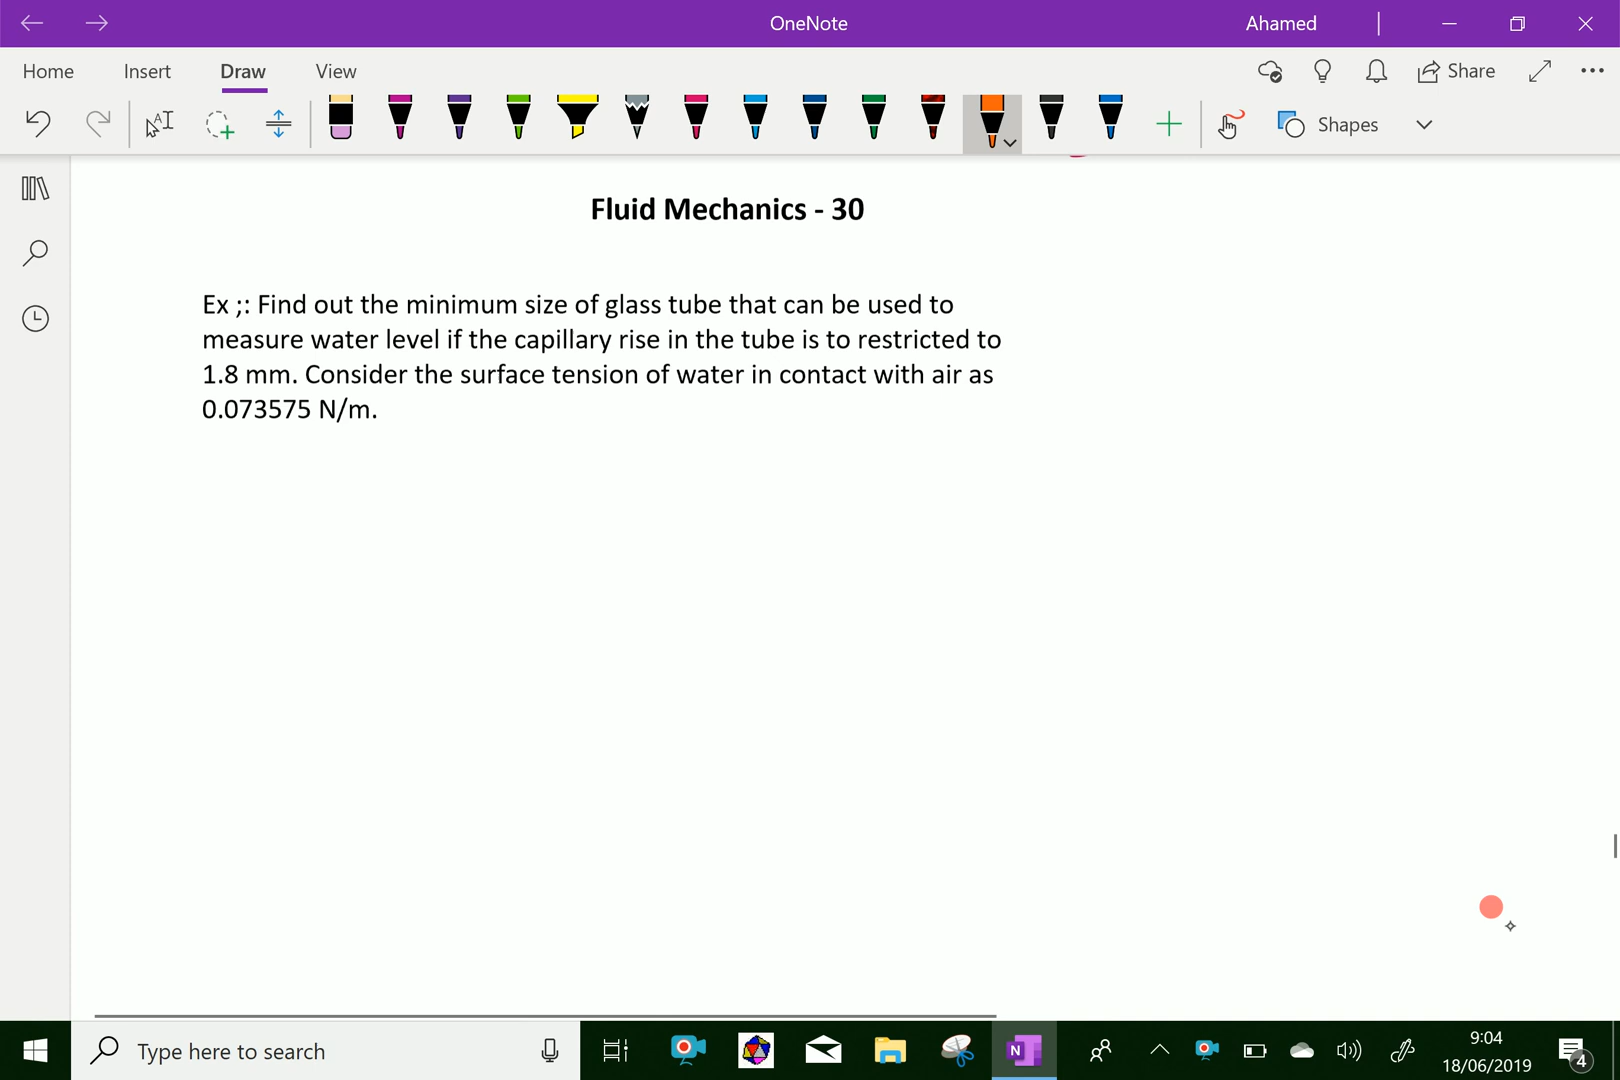 OneNote
Ahamed
Home Insert Draw View
Share
Shapes
Fluid Mechanics - 30
Ex ;: Find out the minimum size of glass tube that can be used to
measure water level if the capillary rise in the tube is to restricted to
1.8 mm. Consider the surface tension of water in contact with air as
0.073575 N/m.
Type here to search
N
9:04
18/06/2019
4